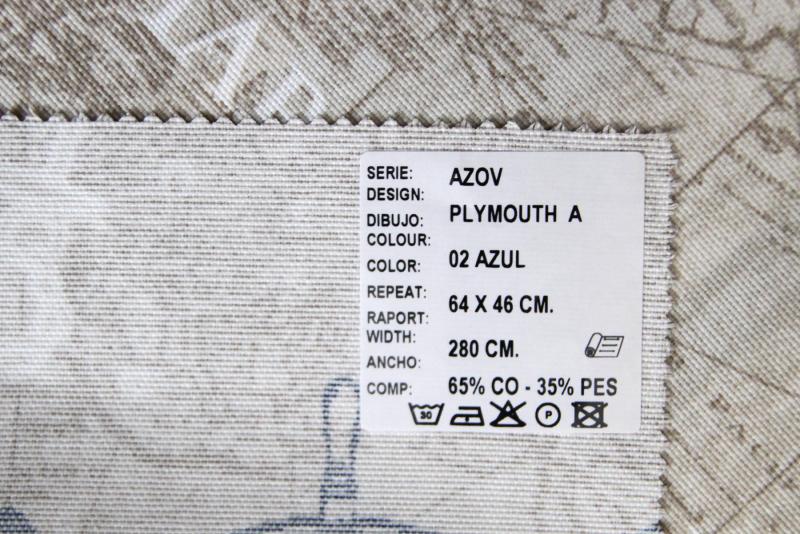 SERIE: AZOV
DESIGN:
DIBUJO: PLYMOUTH A
COLOUR:
COLOR: 02 AZUL
REPEAT:
64 X 46 CM.
RAPORT:
WIDTH:
280 CM.
ANCHO:
COMP: 65% CO - 35% PES
30 P